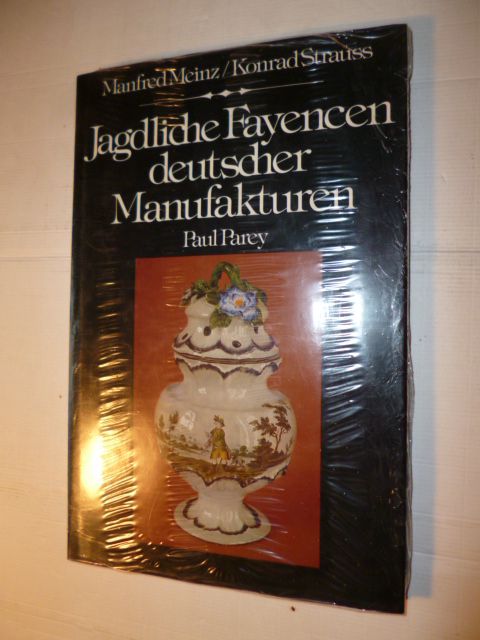 Manfred Meinz/Konrad Strauss
Jagdliche Fayencen
deutscher
Manufakturen
Paul Parey